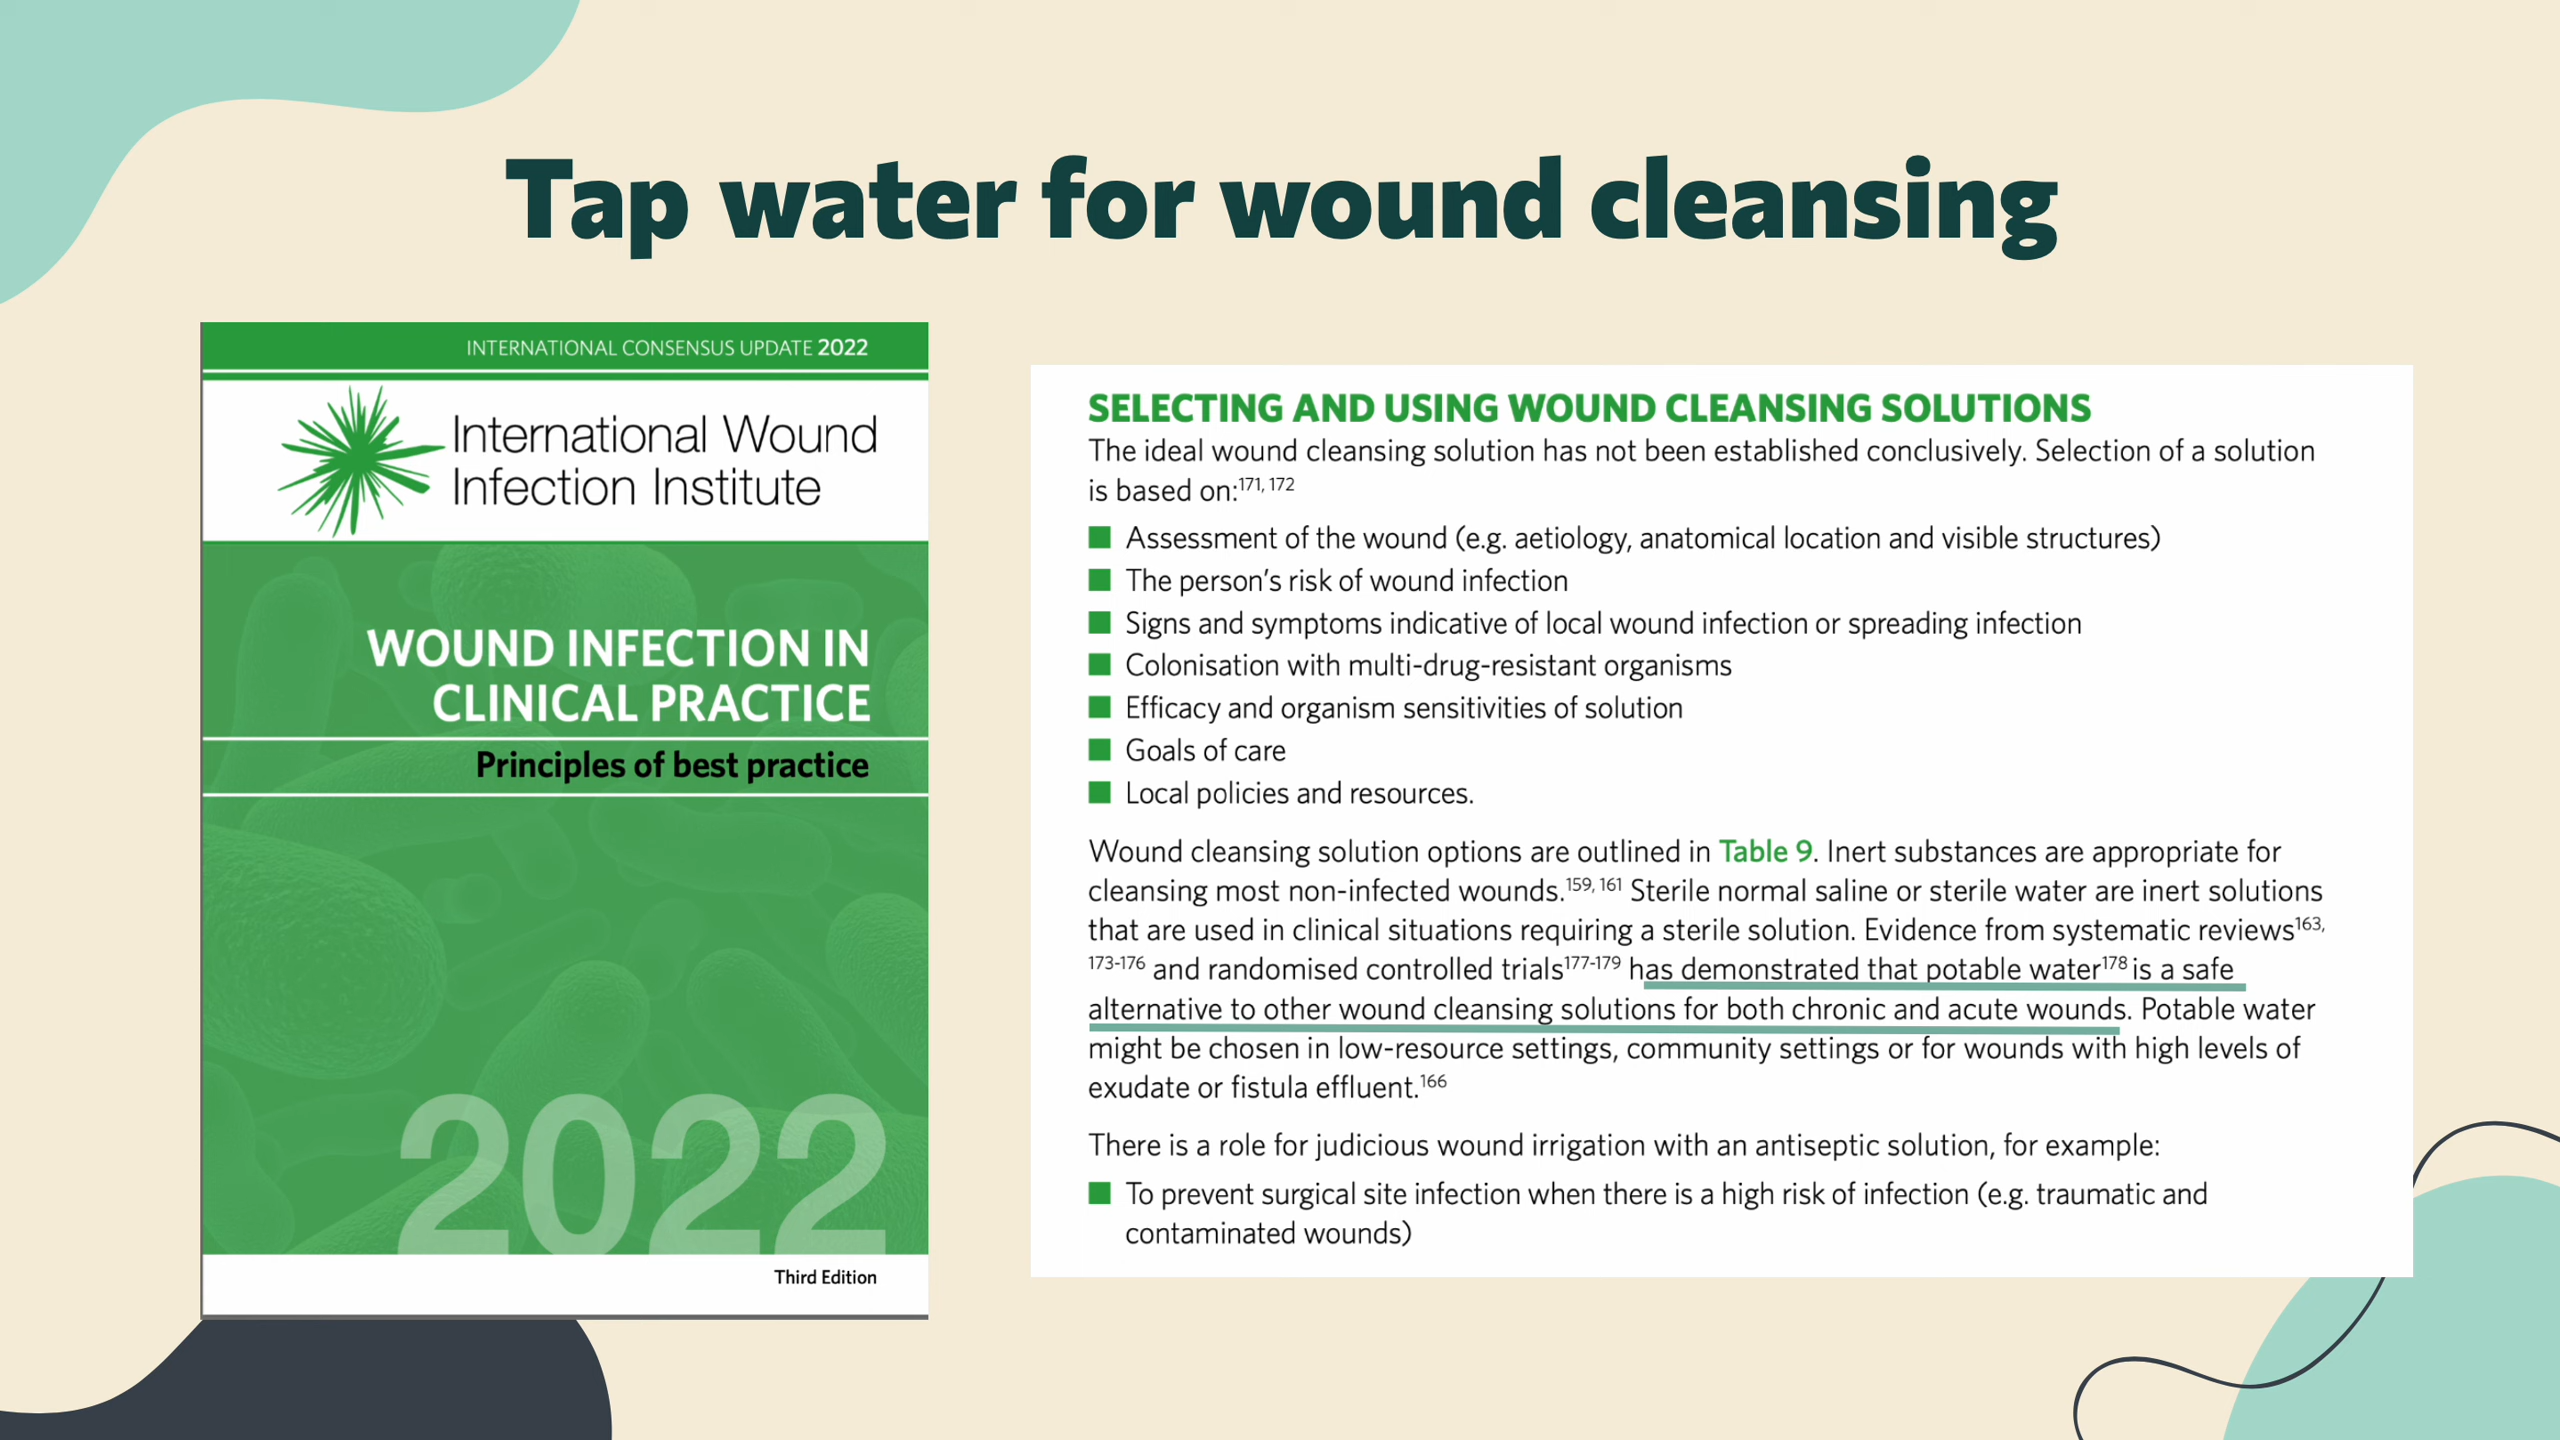 Tap water for wound cleansing
INTERNATIONAL CONSENSUS UPDATE 2022
International Wound
Infection Institute
WOUND INFECTION IN
CLINICAL PRACTICE
Principles of best practice
2022
Third Edition
SELECTING AND USING WOUND CLEANSING SOLUTIONS
The ideal wound cleansing solution has not been established conclusively. Selection of a solution
is based on:171, 172
■ Assessment of the wound (e.g. aetiology, anatomical location and visible structures)
■ The person’s risk of wound infection
■ Signs and symptoms indicative of local wound infection or spreading infection
■ Colonisation with multi-drug-resistant organisms
■ Efficacy and organism sensitivities of solution
■ Goals of care
■ Local policies and resources.
Wound cleansing solution options are outlined in Table 9. Inert substances are appropriate for
cleansing most non-infected wounds.159, 161 Sterile normal saline or sterile water are inert solutions
that are used in clinical situations requiring a sterile solution. Evidence from systematic reviews163,
173-176 and randomised controlled trials177-179 has demonstrated that potable water178 is a safe
alternative to other wound cleansing solutions for both chronic and acute wounds. Potable water
might be chosen in low-resource settings, community settings or for wounds with high levels of
exudate or fistula effluent.166
There is a role for judicious wound irrigation with an antiseptic solution, for example:
■ To prevent surgical site infection when there is a high risk of infection (e.g. traumatic and
contaminated wounds)